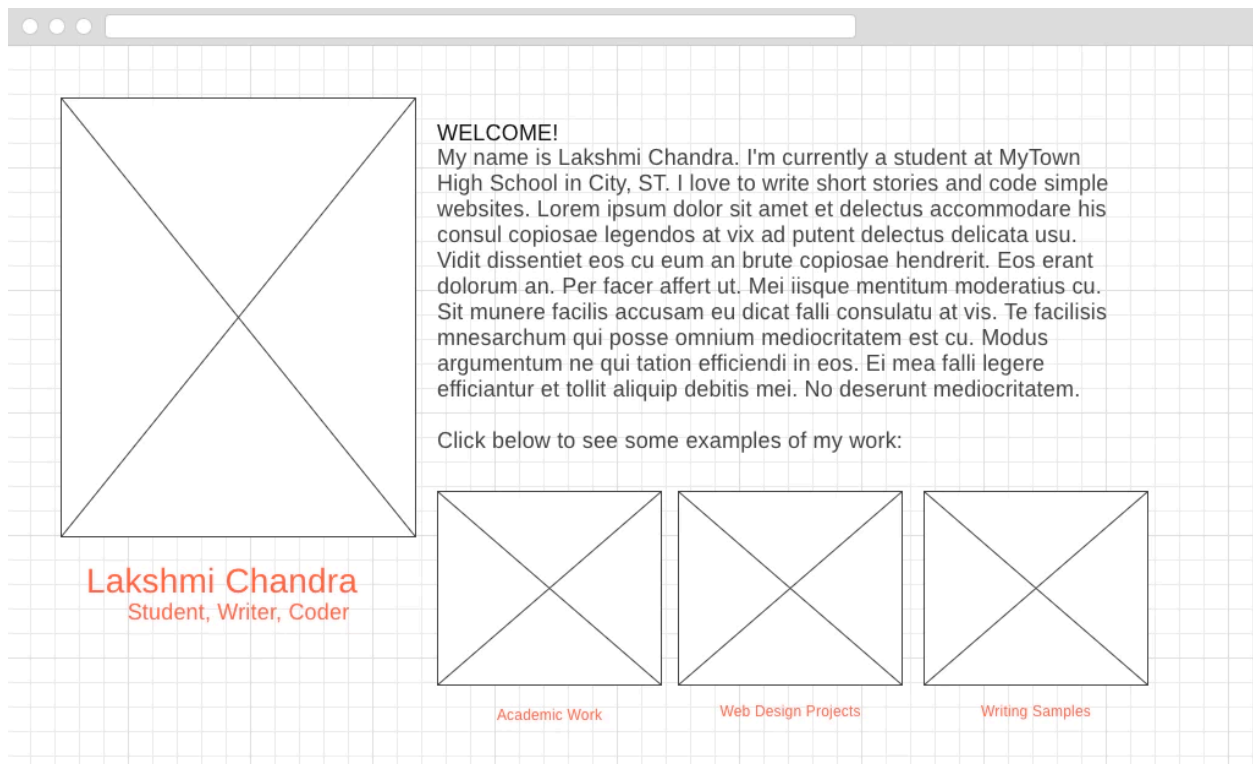 WELCOME!
My name is Lakshmi Chandra. I'm currently a student at MyTown
High School in City, ST. I love to write short stories and code simple
websites. Lorem ipsum dolor sit amet et delectus accommodare his
consul copiosae legendos at vix ad putent delectus delicata usu.
Vidit dissentiet eos cu eum an brute copiosae hendrerit. Eos erant
dolorum an. Per facer affert ut. Mei iisque mentitum moderatius cu.
Sit munere facilis accusam eu dicat falli consulatu at vis. Te facilisis
mnesarchum qui posse omnium mediocritatem est cu. Modus
argumentum ne qui tation efficiendi in eos. Ei mea falli legere
efficiantur et tollit aliquip debitis mei. No deserunt mediocritatem.
Click below to see some examples of my work:
Lakshmi Chandra
Student, Writer, Coder
Academic Work
Web Design Projects
Writing Samples